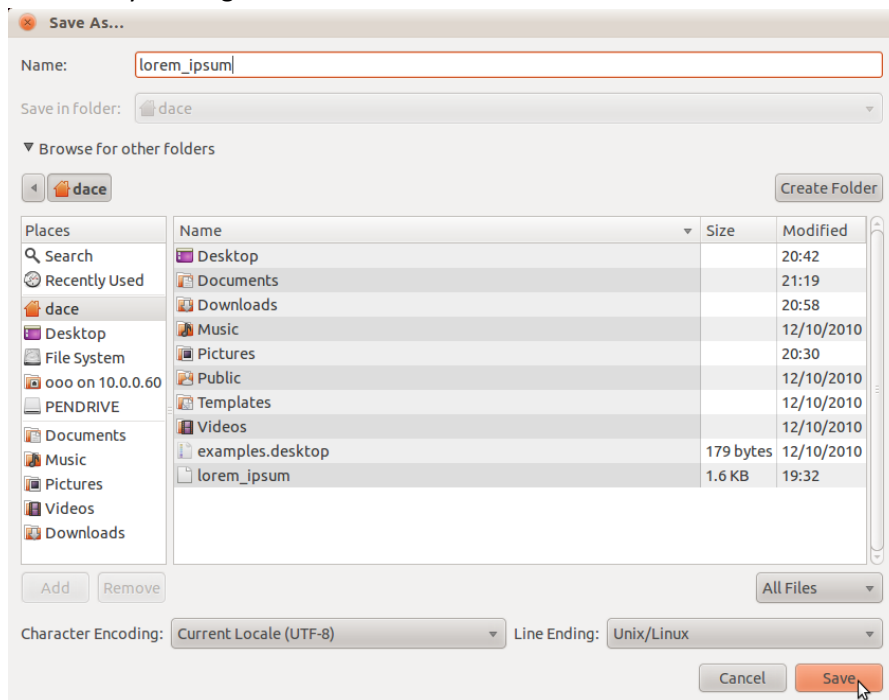 Save As...
Name: lorem_ipsum
Save in folder: dace
Browse for other folders
dace Create Folder
Places Name Size Modified
Search Desktop 20:42
Recently Used Documents 21:19
dace Downloads 20:58
Desktop Music 12/10/2010
File System Pictures 20:30
ooo on 10.0.0.60 Public 12/10/2010
PENDRIVE Templates 12/10/2010
Documents Videos 12/10/2010
Music examples.desktop 179 bytes 12/10/2010
Pictures lorem_ipsum 1.6 KB 19:32
Videos
Downloads
Add Remove All Files
Character Encoding: Current Locale (UTF-8) Line Ending: Unix/Linux
Cancel Save